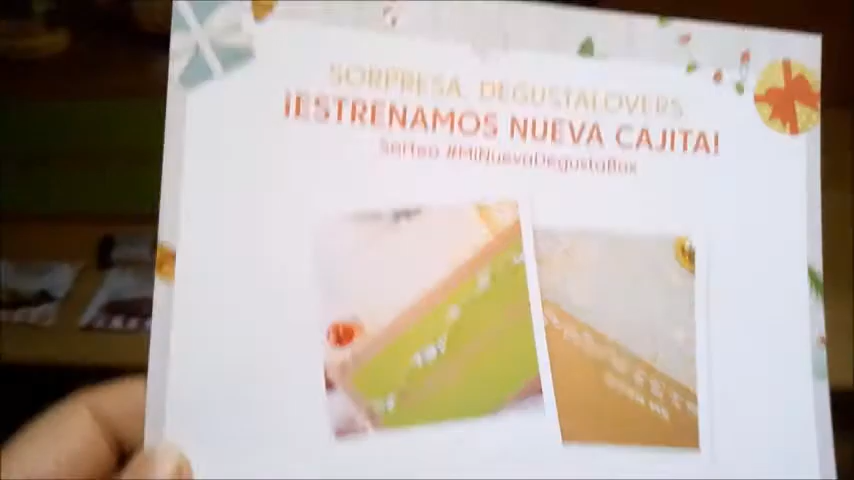 SORPRESA, DEGUSTALOVERS
¡ESTRENAMOS NUEVA CAJITA!
Sorteo #MiNuevaDegustaBox